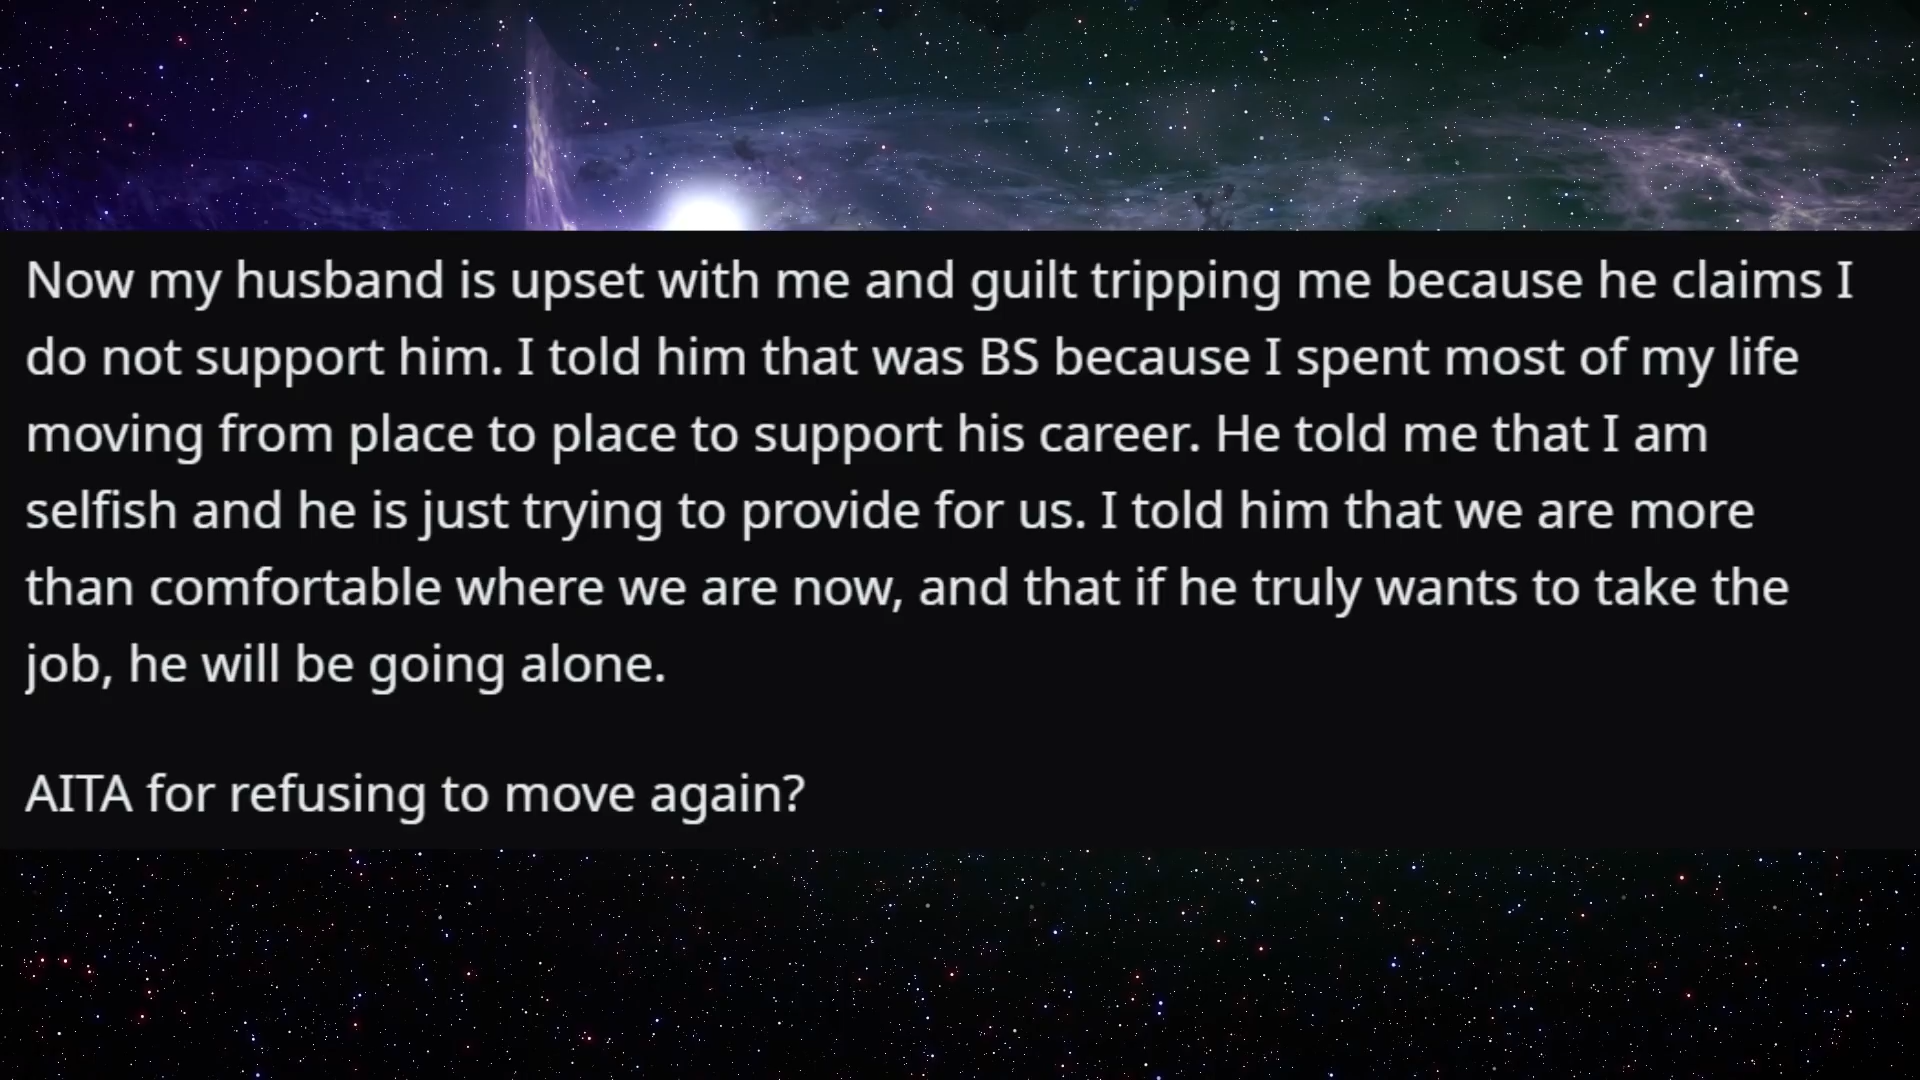 Now my husband is upset with me and guilt tripping me because he claims I
do not support him. I told him that was BS because I spent most of my life
moving from place to place to support his career. He told me that I am
selfish and he is just trying to provide for us. I told him that we are more
than comfortable where we are now, and that if he truly wants to take the
job, he will be going alone.
AITA for refusing to move again?